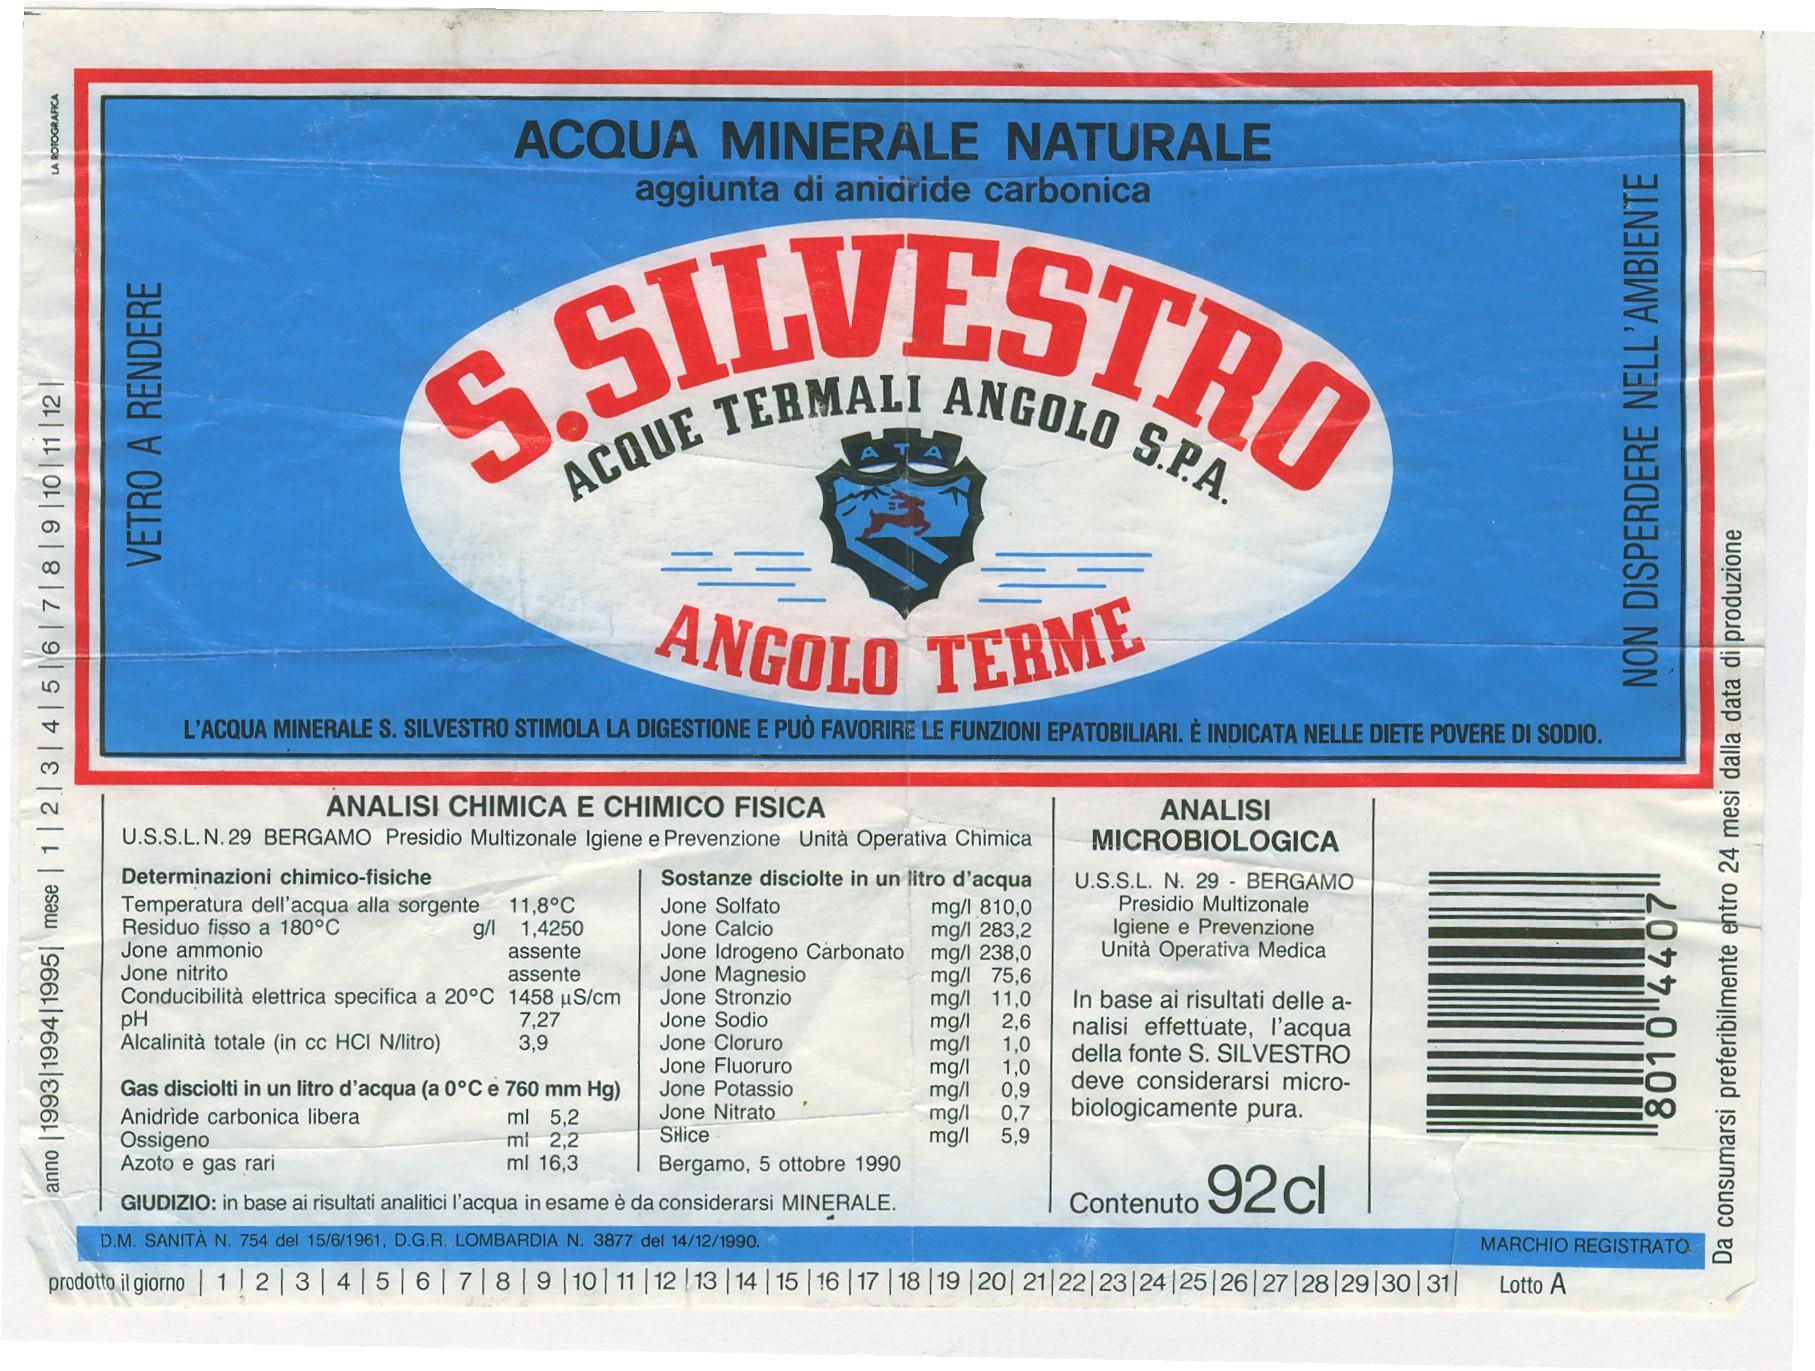 LA ROTOGRAFICA
ACQUA MINERALE NATURALE
aggiunta di anidride carbonica
VETRO A RENDERE
S.SILVESTRO
ACQUE TERMALI ANGOLO S.P.A.
ATA
ANGOLO TERME
NON DISPERDERE NELL'AMBIENTE
L'ACQUA MINERALE S. SILVESTRO STIMOLA LA DIGESTIONE E PUÒ FAVORIRE LE FUNZIONI EPATOBILIARI. È INDICATA NELLE DIETE POVERE DI SODIO.
anno |1993|1994|1995| mese | 1 | 2 | 3 | 4 | 5 | 6 | 7 | 8 | 9 |10|11|12|
ANALISI CHIMICA E CHIMICO FISICA
U.S.S.L. N. 29 BERGAMO Presidio Multizonale Igiene e Prevenzione Unità Operativa Chimica
Determinazioni chimico-fisiche
Temperatura dell'acqua alla sorgente 11,8°C
Residuo fisso a 180°C g/l 1,4250
Jone ammonio assente
Jone nitrito assente
Conducibilità elettrica specifica a 20°C 1458 µS/cm
pH 7,27
Alcalinità totale (in cc HCl N/litro) 3,9
Gas disciolti in un litro d'acqua (a 0°C e 760 mm Hg)
Anidride carbonica libera ml 5,2
Ossigeno ml 2,2
Azoto e gas rari ml 16,3
Sostanze disciolte in un litro d'acqua
Jone Solfato mg/l 810,0
Jone Calcio mg/l 283,2
Jone Idrogeno Carbonato mg/l 238,0
Jone Magnesio mg/l 75,6
Jone Stronzio mg/l 11,0
Jone Sodio mg/l 2,6
Jone Cloruro mg/l 1,0
Jone Fluoruro mg/l 1,0
Jone Potassio mg/l 0,9
Jone Nitrato mg/l 0,7
Silice mg/l 5,9
Bergamo, 5 ottobre 1990
GIUDIZIO: in base ai risultati analitici l'acqua in esame è da considerarsi MINERALE.
ANALISI
MICROBIOLOGICA
U.S.S.L. N. 29 - BERGAMO
Presidio Multizonale
Igiene e Prevenzione
Unità Operativa Medica
In base ai risultati delle a-
nalisi effettuate, l'acqua
della fonte S. SILVESTRO
deve considerarsi micro-
biologicamente pura.
Contenuto 92cl
8010 4407
Da consumarsi preferibilmente entro 24 mesi dalla data di produzione
D.M. SANITÀ N. 754 del 15/6/1961, D.G.R. LOMBARDIA N. 3877 del 14/12/1990.
MARCHIO REGISTRATO
prodotto il giorno | 1 | 2 | 3 | 4 | 5 | 6 | 7 | 8 | 9 |10|11|12|13|14|15|16|17|18|19|20|21|22|23|24|25|26|27|28|29|30|31| Lotto A